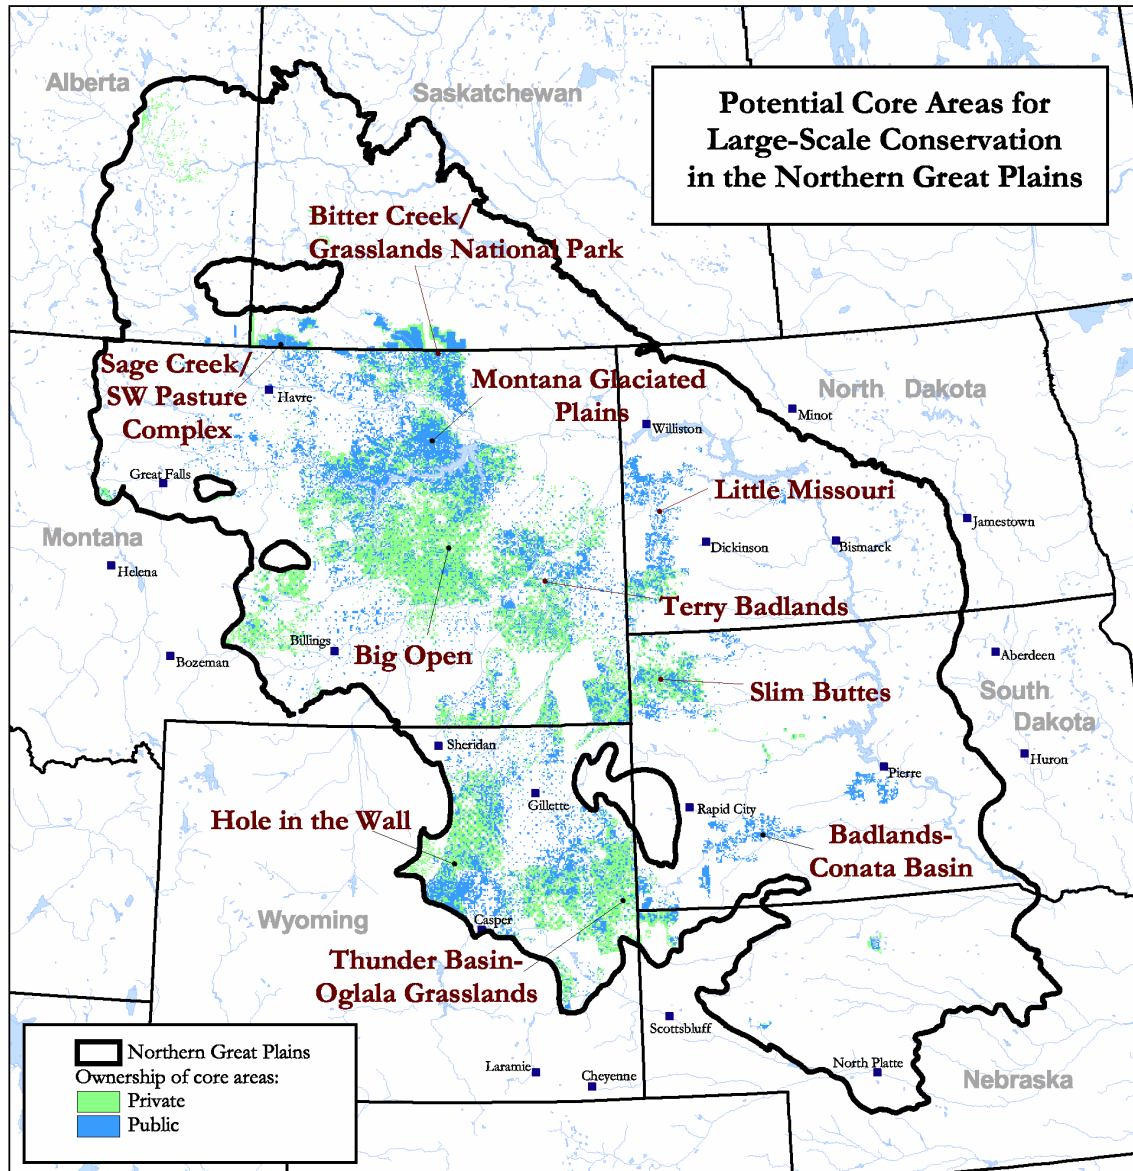 Alberta
Saskatchewan
Potential Core Areas for
Large-Scale Conservation
in the Northern Great Plains
Bitter Creek/
Grasslands National Park
Sage Creek/
SW Pasture
Complex
Havre
Montana Glaciated
Plains
North Dakota
Minot
Williston
Great Falls
Little Missouri
Jamestown
Montana
Helena
Dickinson
Bismarck
Terry Badlands
Billings
Big Open
Bozeman
Aberdeen
Slim Buttes
South
Dakota
Sheridan
Huron
Pierre
Gillette
Rapid City
Hole in the Wall
Badlands-
Conata Basin
Wyoming
Casper
Thunder Basin-
Oglala Grasslands
Scottsbluff
Laramie
Cheyenne
North Platte
Nebraska
Northern Great Plains
Ownership of core areas:
Private
Public